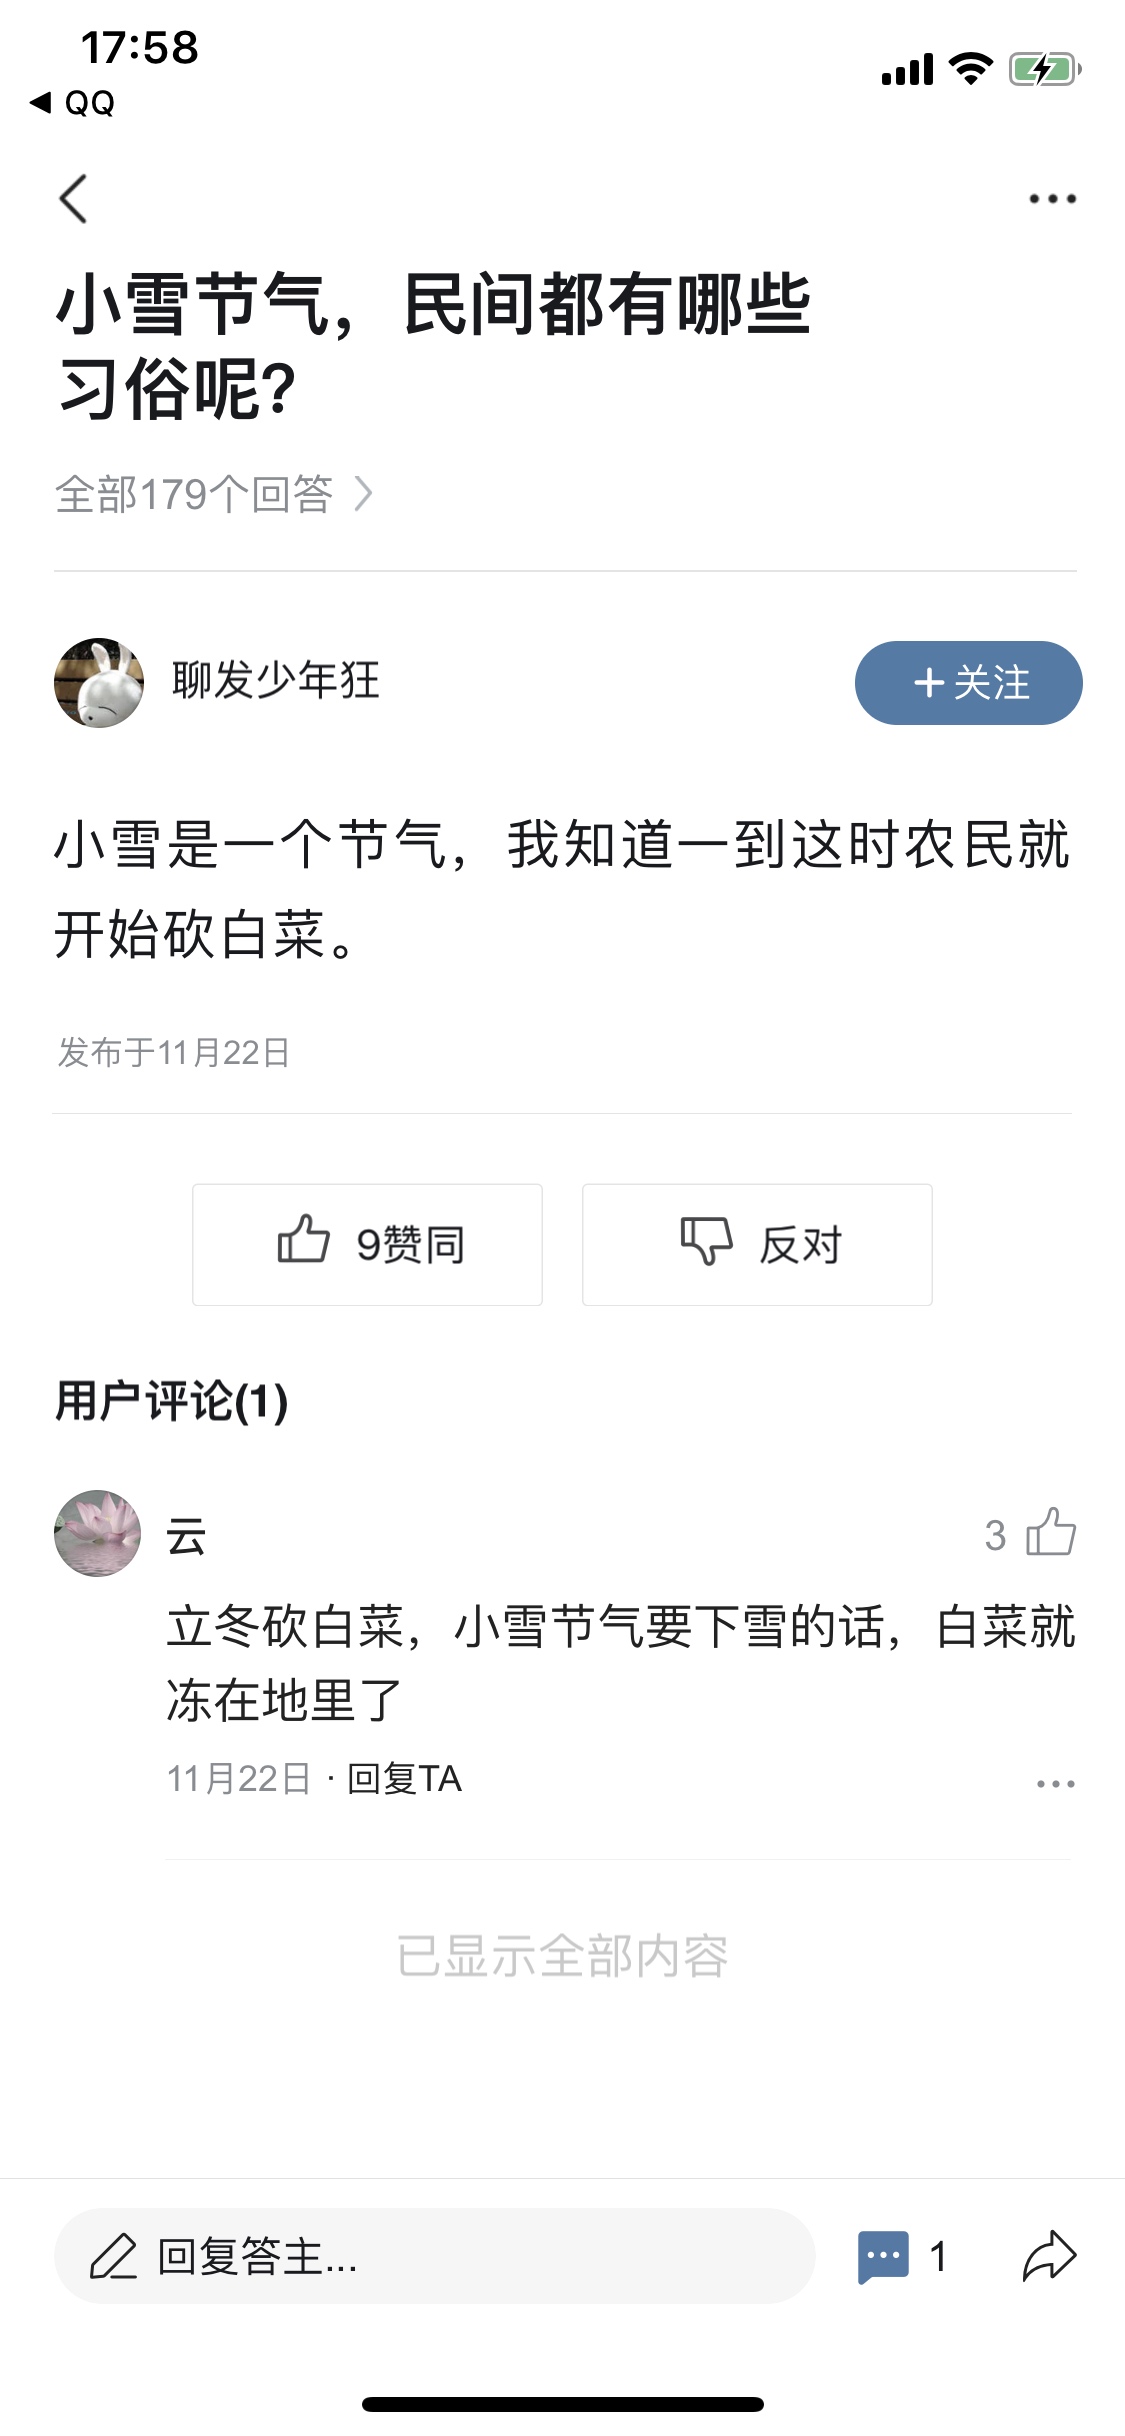 17:58
◀ QQ
小雪节气，民间都有哪些
习俗呢?
全部179个回答
聊发少年狂
+关注
小雪是一个节气，我知道一到这时农民就
开始砍白菜。
发布于11月22日
9赞同
反对
用户评论(1)
云
3
立冬砍白菜，小雪节气要下雪的话，白菜就
冻在地里了
11月22日 · 回复TA
已显示全部内容
回复答主...
1